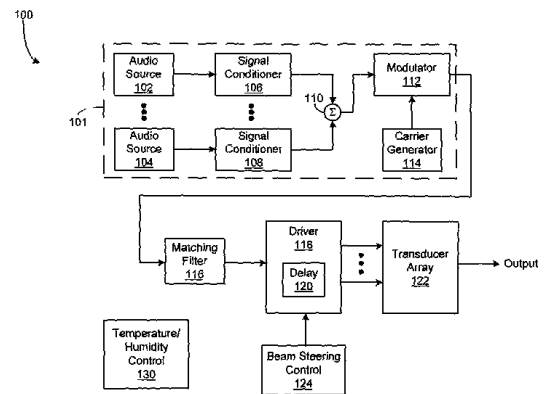 100
Audio
Source
102
Signal
Conditioner
106
110
Σ
Modulator
112
101
Audio
Source
104
Signal
Conditioner
108
Carrier
Generator
114
Matching
Filter
116
Driver
118
Delay
120
Transducer
Array
122
Output
Temperature/
Humidity
Control
130
Beam Steering
Control
124